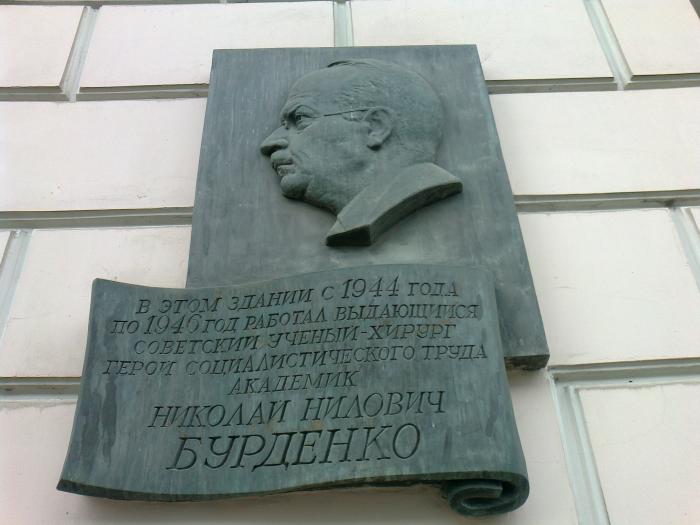 В ЭТОМ ЗДАНИИ С 1944 ГОДА
ПО 1946 ГОД РАБОТАЛ ВЫДАЮЩИЙСЯ
СОВЕТСКИЙ УЧЕНЫЙ-ХИРУРГ
ГЕРОЙ СОЦИАЛИСТИЧЕСКОГО ТРУДА
АКАДЕМИК
НИКОЛАЙ НИЛОВИЧ
БУРДЕНКО